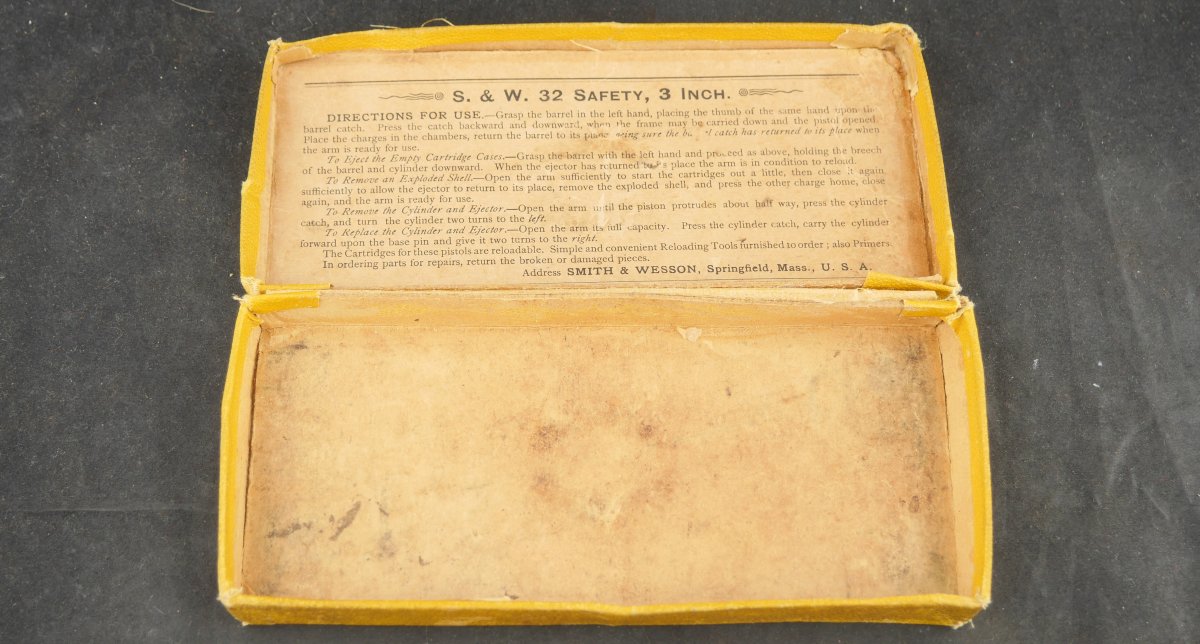 S. & W. 32 SAFETY, 3 INCH.
DIRECTIONS FOR USE.—Grasp the barrel in the left hand, placing the thumb of the same hand upon the
barrel catch. Press the catch backward and downward, when the frame may be carried down and the pistol opened.
Place the charges in the chambers, return the barrel to its place being sure the barrel catch has returned to its place when
the arm is ready for use.
To Eject the Empty Cartridge Cases.—Grasp the barrel with the left hand and proceed as above, holding the breech
of the barrel and cylinder downward. When the ejector has returned to its place the arm is in condition to reload.
To Remove an Exploded Shell.—Open the arm sufficiently to start the cartridges out a little, then close it again
sufficiently to allow the ejector to return to its place, remove the exploded shell, and press the other charge home, close
again, and the arm is ready for use.
To Remove the Cylinder and Ejector.—Open the arm until the piston protrudes about half way, press the cylinder
catch, and turn the cylinder two turns to the left.
To Replace the Cylinder and Ejector.—Open the arm its full capacity. Press the cylinder catch, carry the cylinder
forward upon the base pin and give it two turns to the right.
The Cartridges for these pistols are reloadable. Simple and convenient Reloading Tools furnished to order; also Primers.
In ordering parts for repairs, return the broken or damaged pieces.
Address SMITH & WESSON, Springfield, Mass., U. S. A.